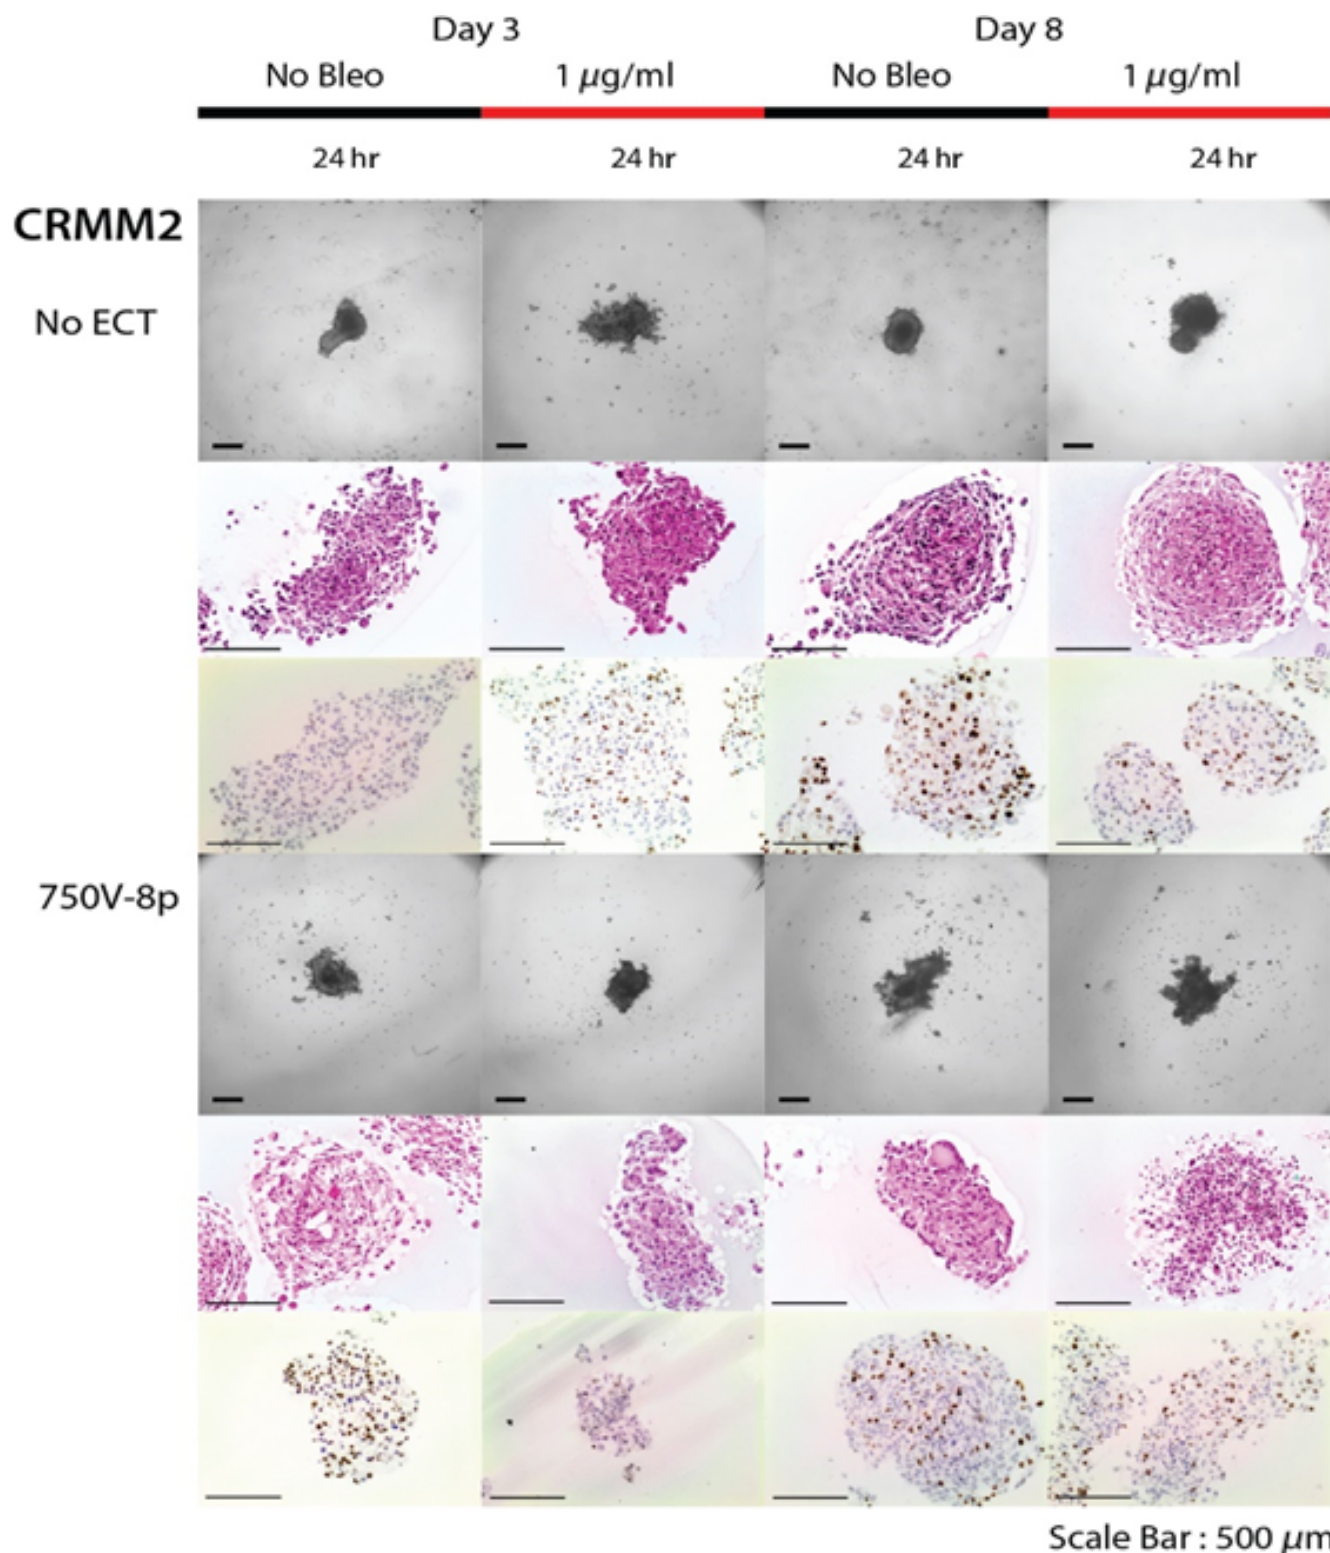 Day 3 Day 8
No Bleo 1 μg/ml No Bleo 1 μg/ml
24 hr 24 hr 24 hr 24 hr
CRMM2
No ECT
750V-8p
Scale Bar : 500 μm